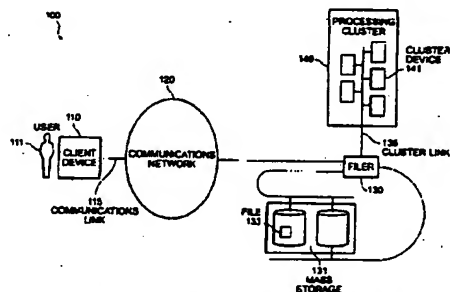 100
PROCESSING
CLUSTER
CLUSTER
DEVICE
141
140
120
110
USER
111
CLIENT
DEVICE
COMMUNICATIONS
NETWORK
115
COMMUNICATIONS
LINK
135
CLUSTER LINK
FILER
130
FILE
133
131
MASS
STORAGE